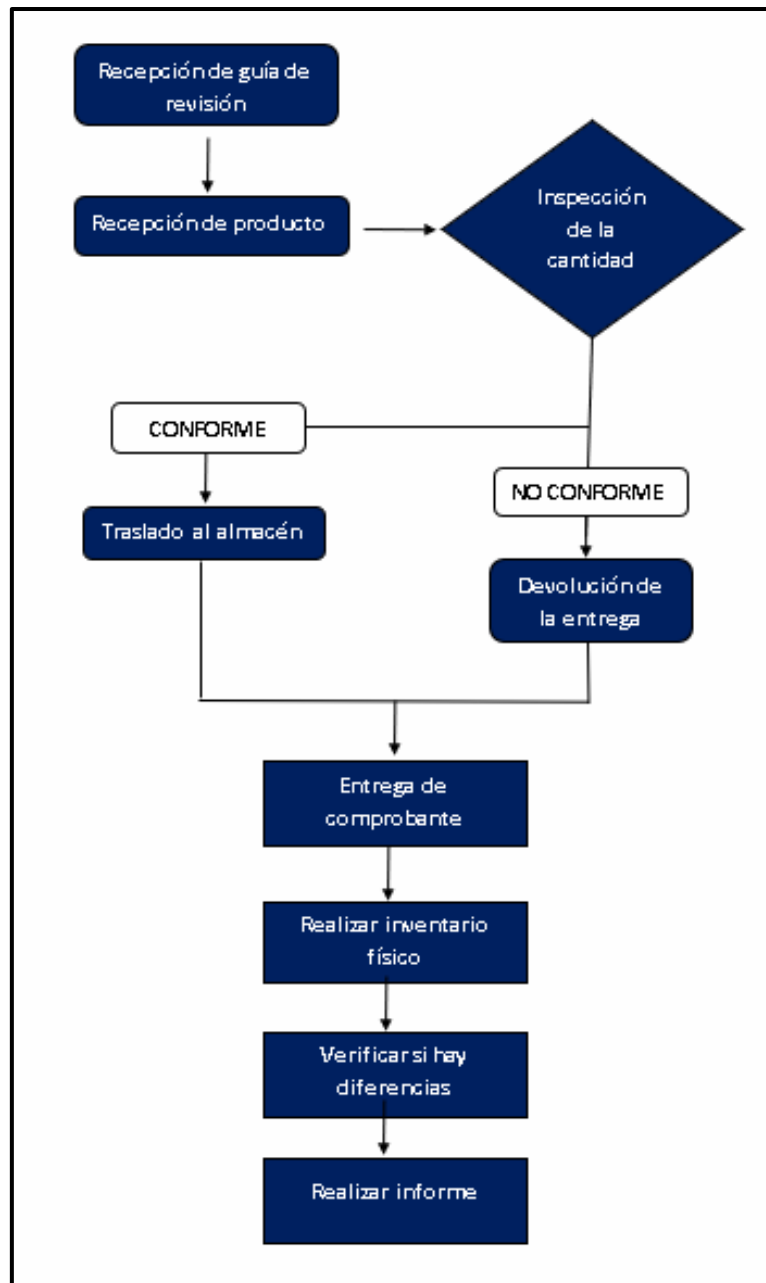 Recepción de guía de
revisión
Recepción de producto
Inspección
de la
cantidad
CONFORME
NO CONFORME
Traslado al almacén
Devolución de
la entrega
Entrega de
comprobante
Realizar inventario
físico
Verificar si hay
diferencias
Realizar informe